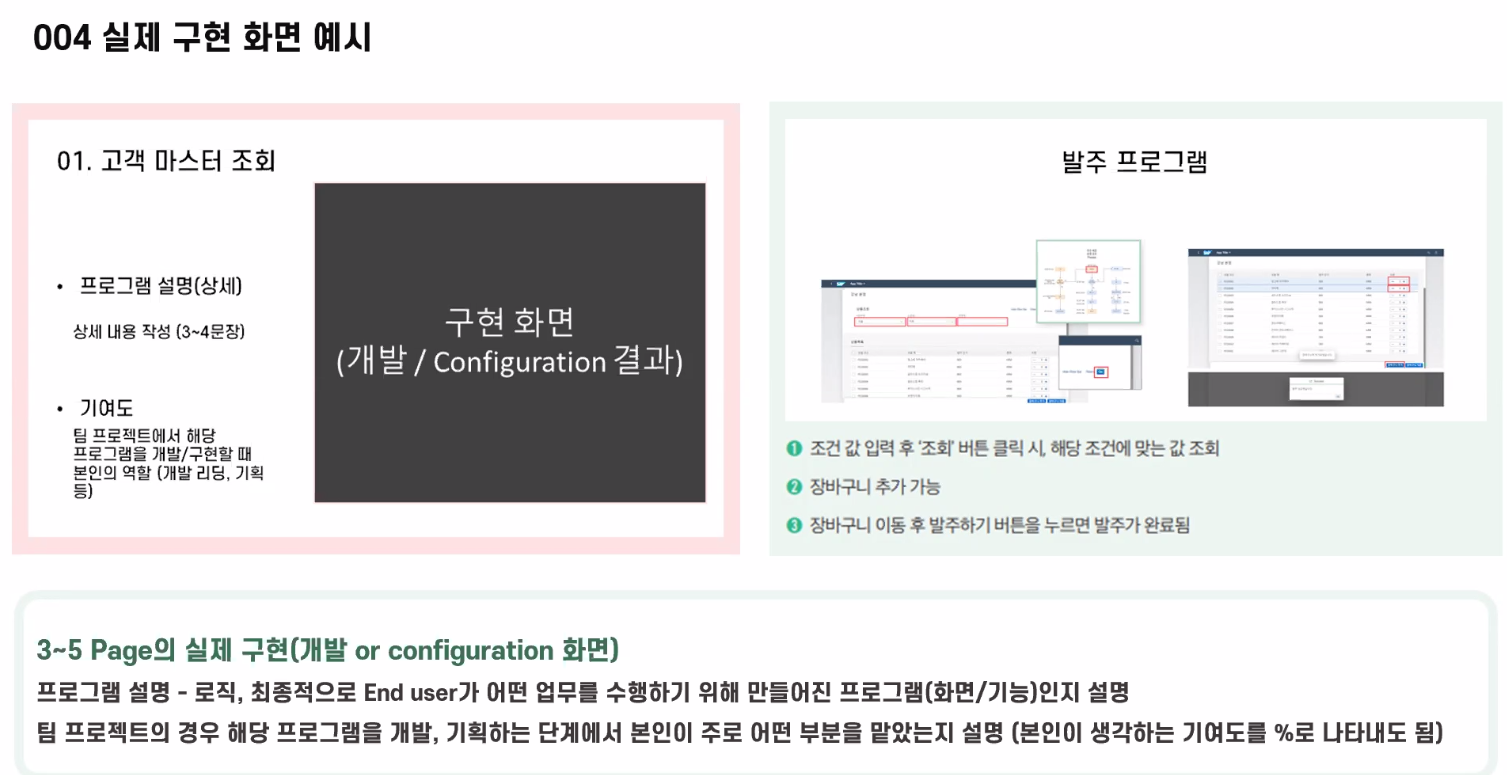 004 실제 구현 화면 예시
01. 고객 마스터 조회
• 프로그램 설명(상세)
상세 내용 작성 (3~4문장)
• 기여도
팀 프로젝트에서 해당
프로그램을 개발/구현할 때
본인의 역할 (개발 리딩, 기획
등)
구현 화면
(개발 / Configuration 결과)
발주 프로그램
1 조건 값 입력 후 '조회' 버튼 클릭 시, 해당 조건에 맞는 값 조회
2 장바구니 추가 가능
3 장바구니 이동 후 발주하기 버튼을 누르면 발주가 완료됨
3~5 Page의 실제 구현(개발 or configuration 화면)
프로그램 설명 - 로직, 최종적으로 End user가 어떤 업무를 수행하기 위해 만들어진 프로그램(화면/기능)인지 설명
팀 프로젝트의 경우 해당 프로그램을 개발, 기획하는 단계에서 본인이 주로 어떤 부분을 맡았는지 설명 (본인이 생각하는 기여도를 %로 나타내도 됨)